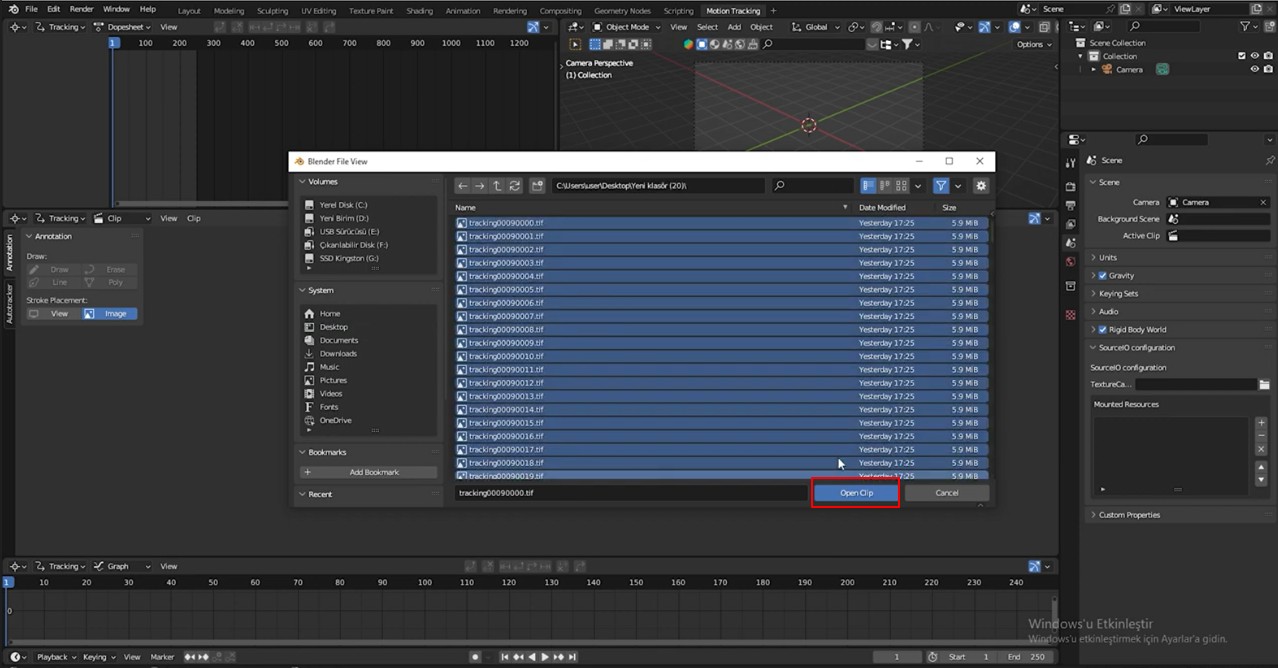 File Edit Render Window Help Layout Modeling Sculpting UV Editing Texture Paint Shading Animation Rendering Compositing Geometry Nodes Scripting Motion Tracking + Scene ViewLayer
Tracking Dopesheet View
1 100 200 300 400 500 600 700 800 900 1000 1100 1200
Object Mode View Select Add Object Global
Options
Camera Perspective
(1) Collection
Scene Collection
Collection
Camera
Blender File View
Volumes
Yerel Disk (C:)
Yeni Birim (D:)
USB Sürücüsü (E:)
Çıkarılabilir Disk (F:)
SSD Kingston (G:)
System
Home
Desktop
Documents
Downloads
Music
Pictures
Videos
Fonts
OneDrive
Bookmarks
Add Bookmark
Recent
C:\Users\user\Desktop\Yeni klasör (20)\
Name Date Modified Size
tracking00090000.tif Yesterday 17:25 5.9 MiB
tracking00090001.tif Yesterday 17:25 5.9 MiB
tracking00090002.tif Yesterday 17:25 5.9 MiB
tracking00090003.tif Yesterday 17:25 5.9 MiB
tracking00090004.tif Yesterday 17:25 5.9 MiB
tracking00090005.tif Yesterday 17:25 5.9 MiB
tracking00090006.tif Yesterday 17:25 5.9 MiB
tracking00090007.tif Yesterday 17:25 5.9 MiB
tracking00090008.tif Yesterday 17:25 5.9 MiB
tracking00090009.tif Yesterday 17:25 5.9 MiB
tracking00090010.tif Yesterday 17:25 5.9 MiB
tracking00090011.tif Yesterday 17:25 5.9 MiB
tracking00090012.tif Yesterday 17:25 5.9 MiB
tracking00090013.tif Yesterday 17:25 5.9 MiB
tracking00090014.tif Yesterday 17:25 5.9 MiB
tracking00090015.tif Yesterday 17:25 5.9 MiB
tracking00090016.tif Yesterday 17:25 5.9 MiB
tracking00090017.tif Yesterday 17:25 5.9 MiB
tracking00090018.tif Yesterday 17:25 5.9 MiB
tracking00090019.tif Yesterday 17:25 5.9 MiB
tracking00090000.tif
Open Clip Cancel
Tracking Clip View Clip
Annotation
Autotracker
Annotation
Draw:
Draw Erase
Line Poly
Stroke Placement:
View Image
Scene
Scene
Camera Camera
Background Scene
Active Clip
Units
Gravity
Keying Sets
Audio
Rigid Body World
SourceIO configuration
SourceIO configuration
TextureCa...
Mounted Resources
Custom Properties
Tracking Graph View
1 10 20 30 40 50 60 70 80 90 100 110 120 130 140 150 160 170 180 190 200 210 220 230 240
0
Windows'u Etkinleştir
Windows'u etkinleştirmek için Ayarlar'a gidin.
Playback Keying View Marker 1 Start 1 End 250